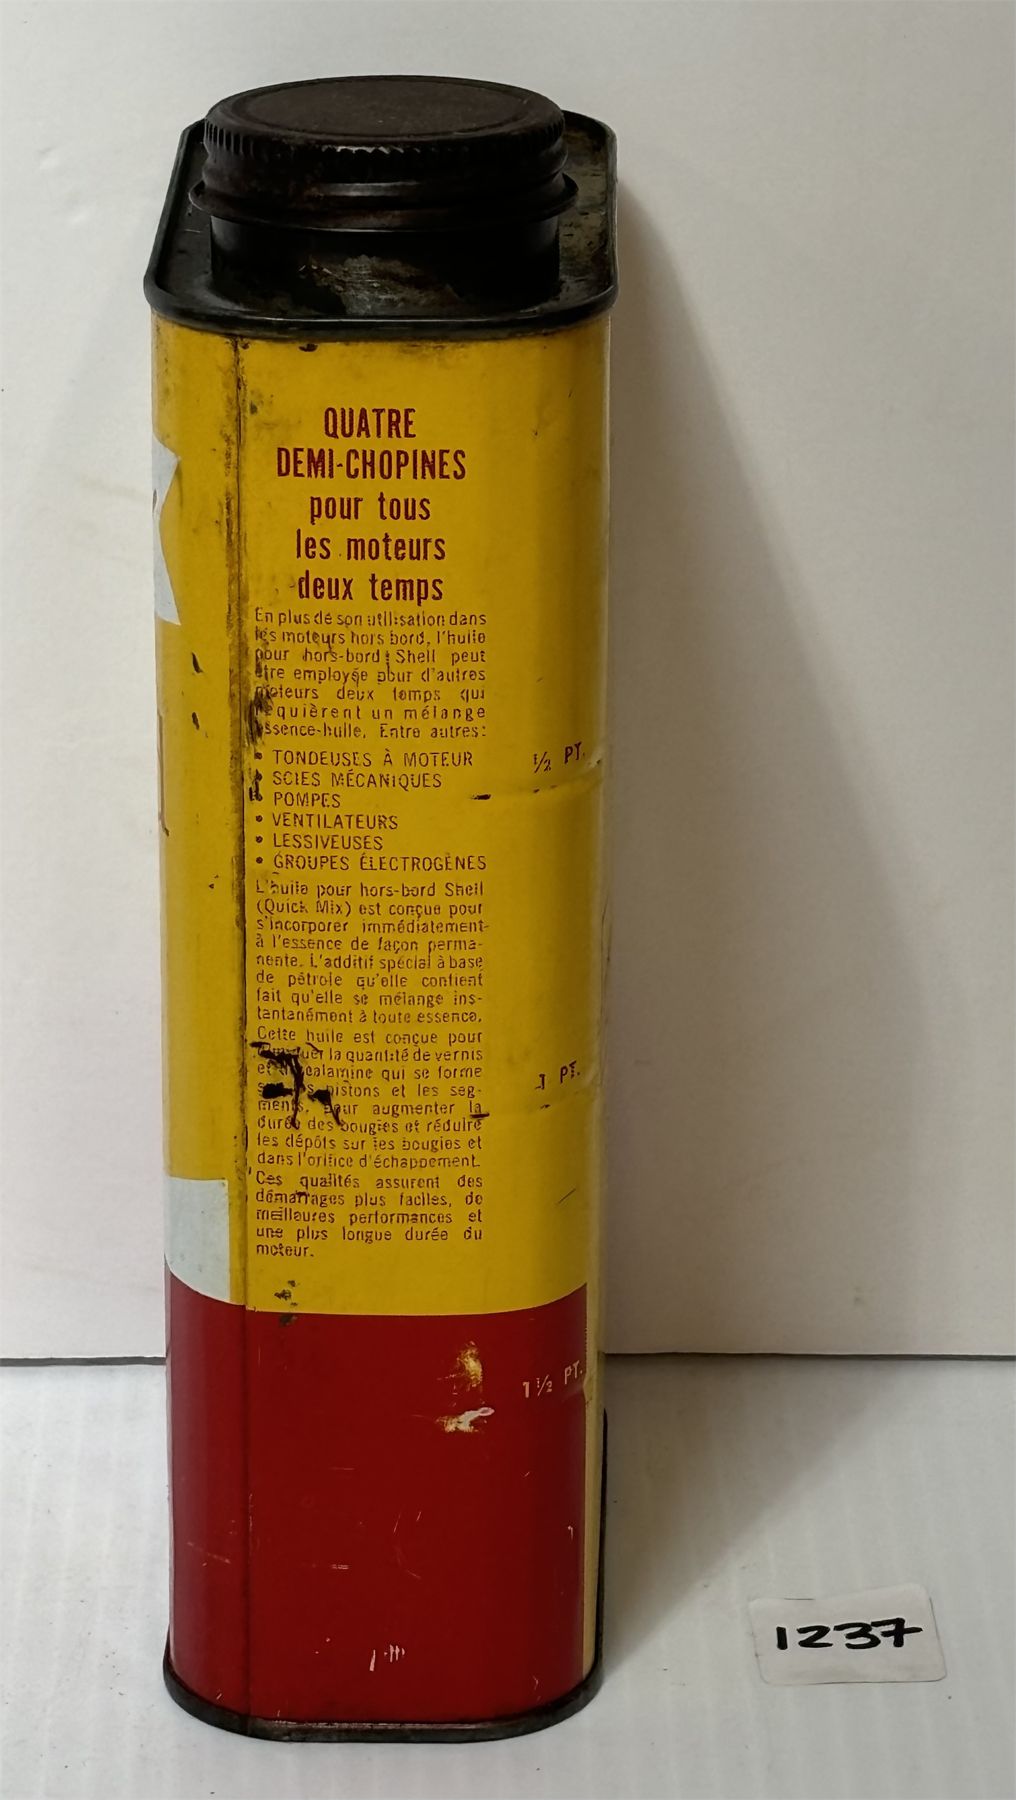 QUATRE
DEMI-CHOPINES
pour tous
les moteurs
deux temps
En plus de son utilisation dans
les moteurs hors bord, l'huile
pour hors-bord Shell peut
être employée pour d'autres
moteurs deux temps qui
requièrent un mélange
essence-huile. Entre autres:
• TONDEUSES À MOTEUR
• SCIES MÉCANIQUES
• POMPES
• VENTILATEURS
• LESSIVEUSES
• GROUPES ÉLECTROGÈNES
L'huile pour hors-bord Shell
(Quick Mix) est conçue pour
s'incorporer immédiatement
à l'essence de façon perma-
nente. L'additif spécial à base
de pétrole qu'elle contient
fait qu'elle se mélange ins-
tantanément à toute essence.
Cette huile est conçue pour
la quantité de vernis
et qui se forme
pistons et les seg-
ments, pour augmenter la
durée des bougies et réduire
les dépôts sur les bougies et
dans l'orifice d'échappement.
Ces qualités assurent des
démarrages plus faciles, de
meilleures performances et
une plus longue durée du
moteur.
1/2 PT.
1 PT.
1 1/2 PT.
1237